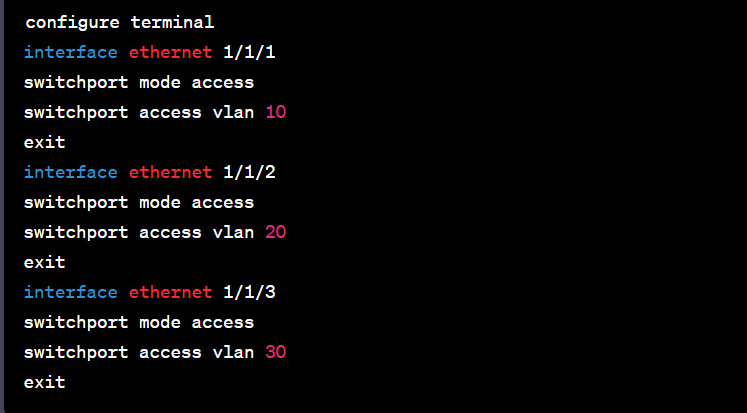 configure terminal
interface ethernet 1/1/1
switchport mode access
switchport access vlan 10
exit
interface ethernet 1/1/2
switchport mode access
switchport access vlan 20
exit
interface ethernet 1/1/3
switchport mode access
switchport access vlan 30
exit